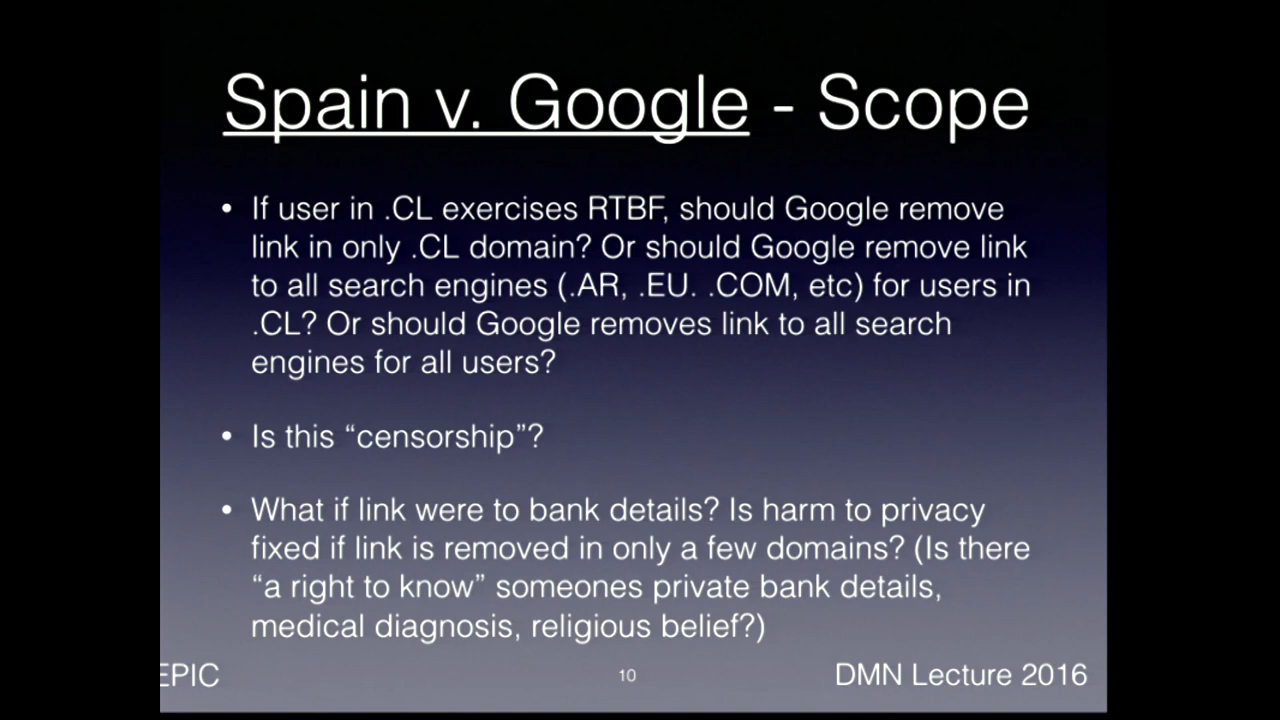 Spain v. Google - Scope
• If user in .CL exercises RTBF, should Google remove
link in only .CL domain? Or should Google remove link
to all search engines (.AR, .EU. .COM, etc) for users in
.CL? Or should Google removes link to all search
engines for all users?
• Is this “censorship”?
• What if link were to bank details? Is harm to privacy
fixed if link is removed in only a few domains? (Is there
“a right to know” someones private bank details,
medical diagnosis, religious belief?)
EPIC
10
DMN Lecture 2016